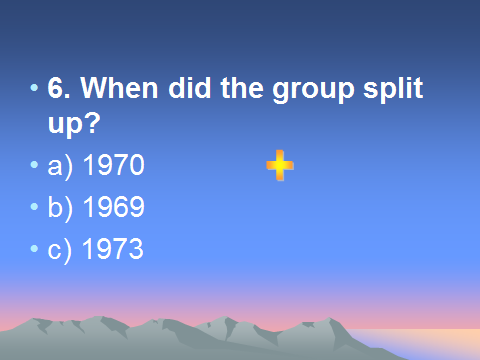 • 6. When did the group split
up?
• a) 1970
• b) 1969
• c) 1973